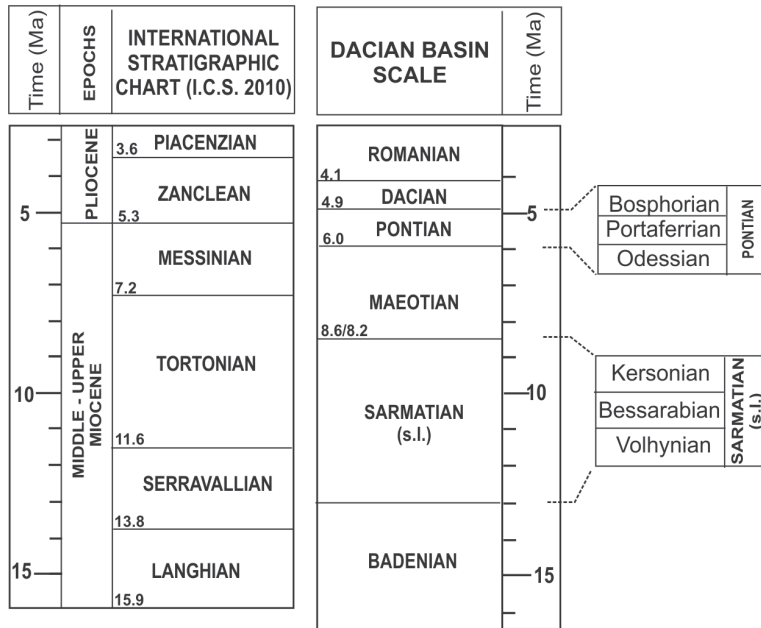 Time (Ma)
EPOCHS
INTERNATIONAL
STRATIGRAPHIC
CHART (I.C.S. 2010)
DACIAN BASIN
SCALE
Time (Ma)
5
10
15
PLIOCENE
MIDDLE - UPPER
MIOCENE
PIACENZIAN
3.6
ZANCLEAN
5.3
MESSINIAN
7.2
TORTONIAN
11.6
SERRAVALLIAN
13.8
LANGHIAN
15.9
ROMANIAN
4.1
DACIAN
4.9
PONTIAN
6.0
MAEOTIAN
8.6/8.2
SARMATIAN
(s.l.)
BADENIAN
5
10
15
Bosphorian
Portaferrian
Odessian
PONTIAN
Kersonian
Bessarabian
Volhynian
SARMATIAN
(s.l.)